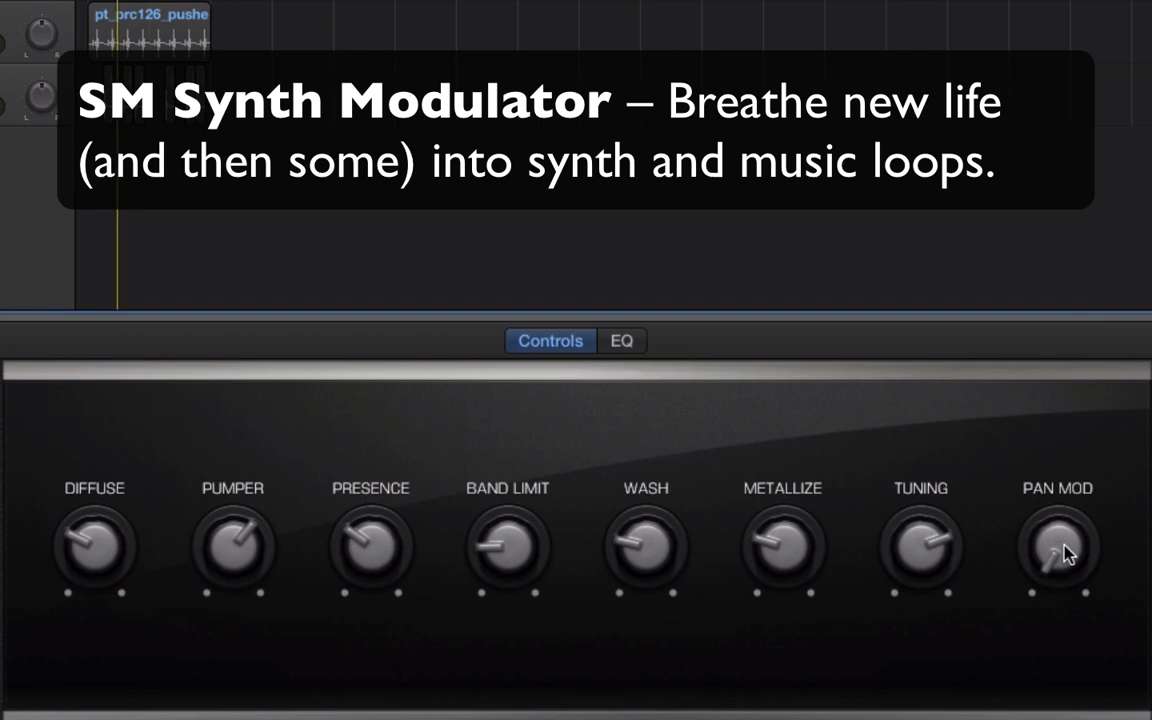 pt_prc126_pushe
L R
L R
SM Synth Modulator – Breathe new life
(and then some) into synth and music loops.
Controls EQ
DIFFUSE PUMPER PRESENCE BAND LIMIT WASH METALLIZE TUNING PAN MOD